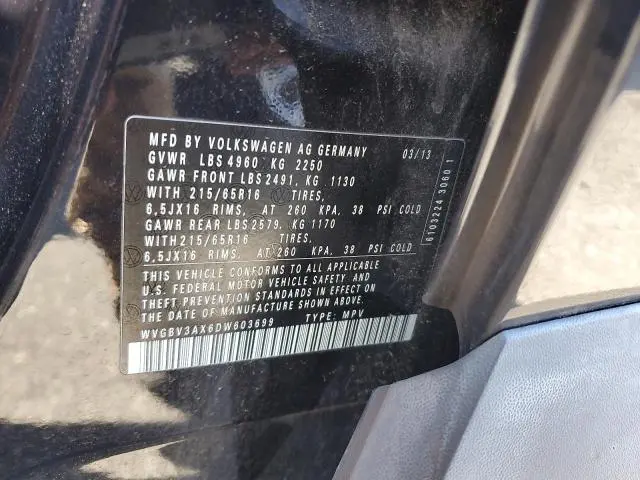 MFD BY VOLKSWAGEN AG GERMANY 03/13
GVWR LBS 4960 KG 2250
GAWR FRONT LBS 2491, KG 1130
WITH 215/65R16 TIRES,
6,5JX16 RIMS, AT 260 KPA, 38 PSI COLD
GAWR REAR LBS 2579, KG 1170
WITH 215/65R16 TIRES,
6,5JX16 RIMS, AT 260 KPA, 38 PSI COLD
THIS VEHICLE CONFORMS TO ALL APPLICABLE
U.S. FEDERAL MOTOR VEHICLE SAFETY AND
THEFT PREVENTION STANDARDS IN EFFECT ON
THE DATE OF MANUFACTURE SHOWN ABOVE.
WVGBV3AX6DW603699 TYPE: MPV
6103224 3060 1